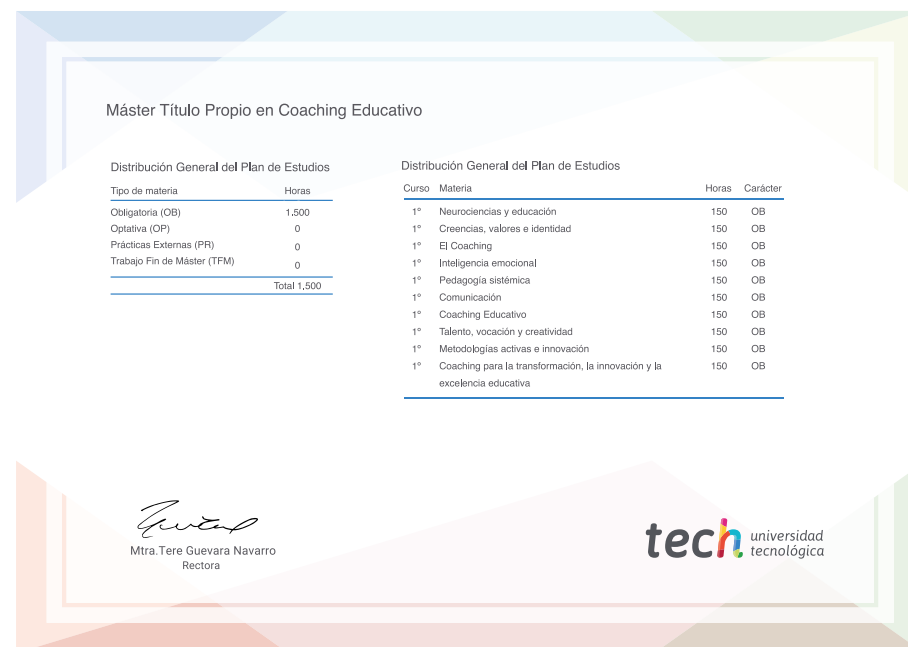 Máster Título Propio en Coaching Educativo
Distribución General del Plan de Estudios
Tipo de materia Horas
Obligatoria (OB) 1.500
Optativa (OP) 0
Prácticas Externas (PR) 0
Trabajo Fin de Máster (TFM) 0
Total 1.500
Distribución General del Plan de Estudios
Curso Materia Horas Carácter
1º Neurociencias y educación 150 OB
1º Creencias, valores e identidad 150 OB
1º El Coaching 150 OB
1º Inteligencia emocional 150 OB
1º Pedagogía sistémica 150 OB
1º Comunicación 150 OB
1º Coaching Educativo 150 OB
1º Talento, vocación y creatividad 150 OB
1º Metodologías activas e innovación 150 OB
1º Coaching para la transformación, la innovación y la 150 OB
excelencia educativa
Mtra.Tere Guevara Navarro
Rectora
tech universidad
tecnológica